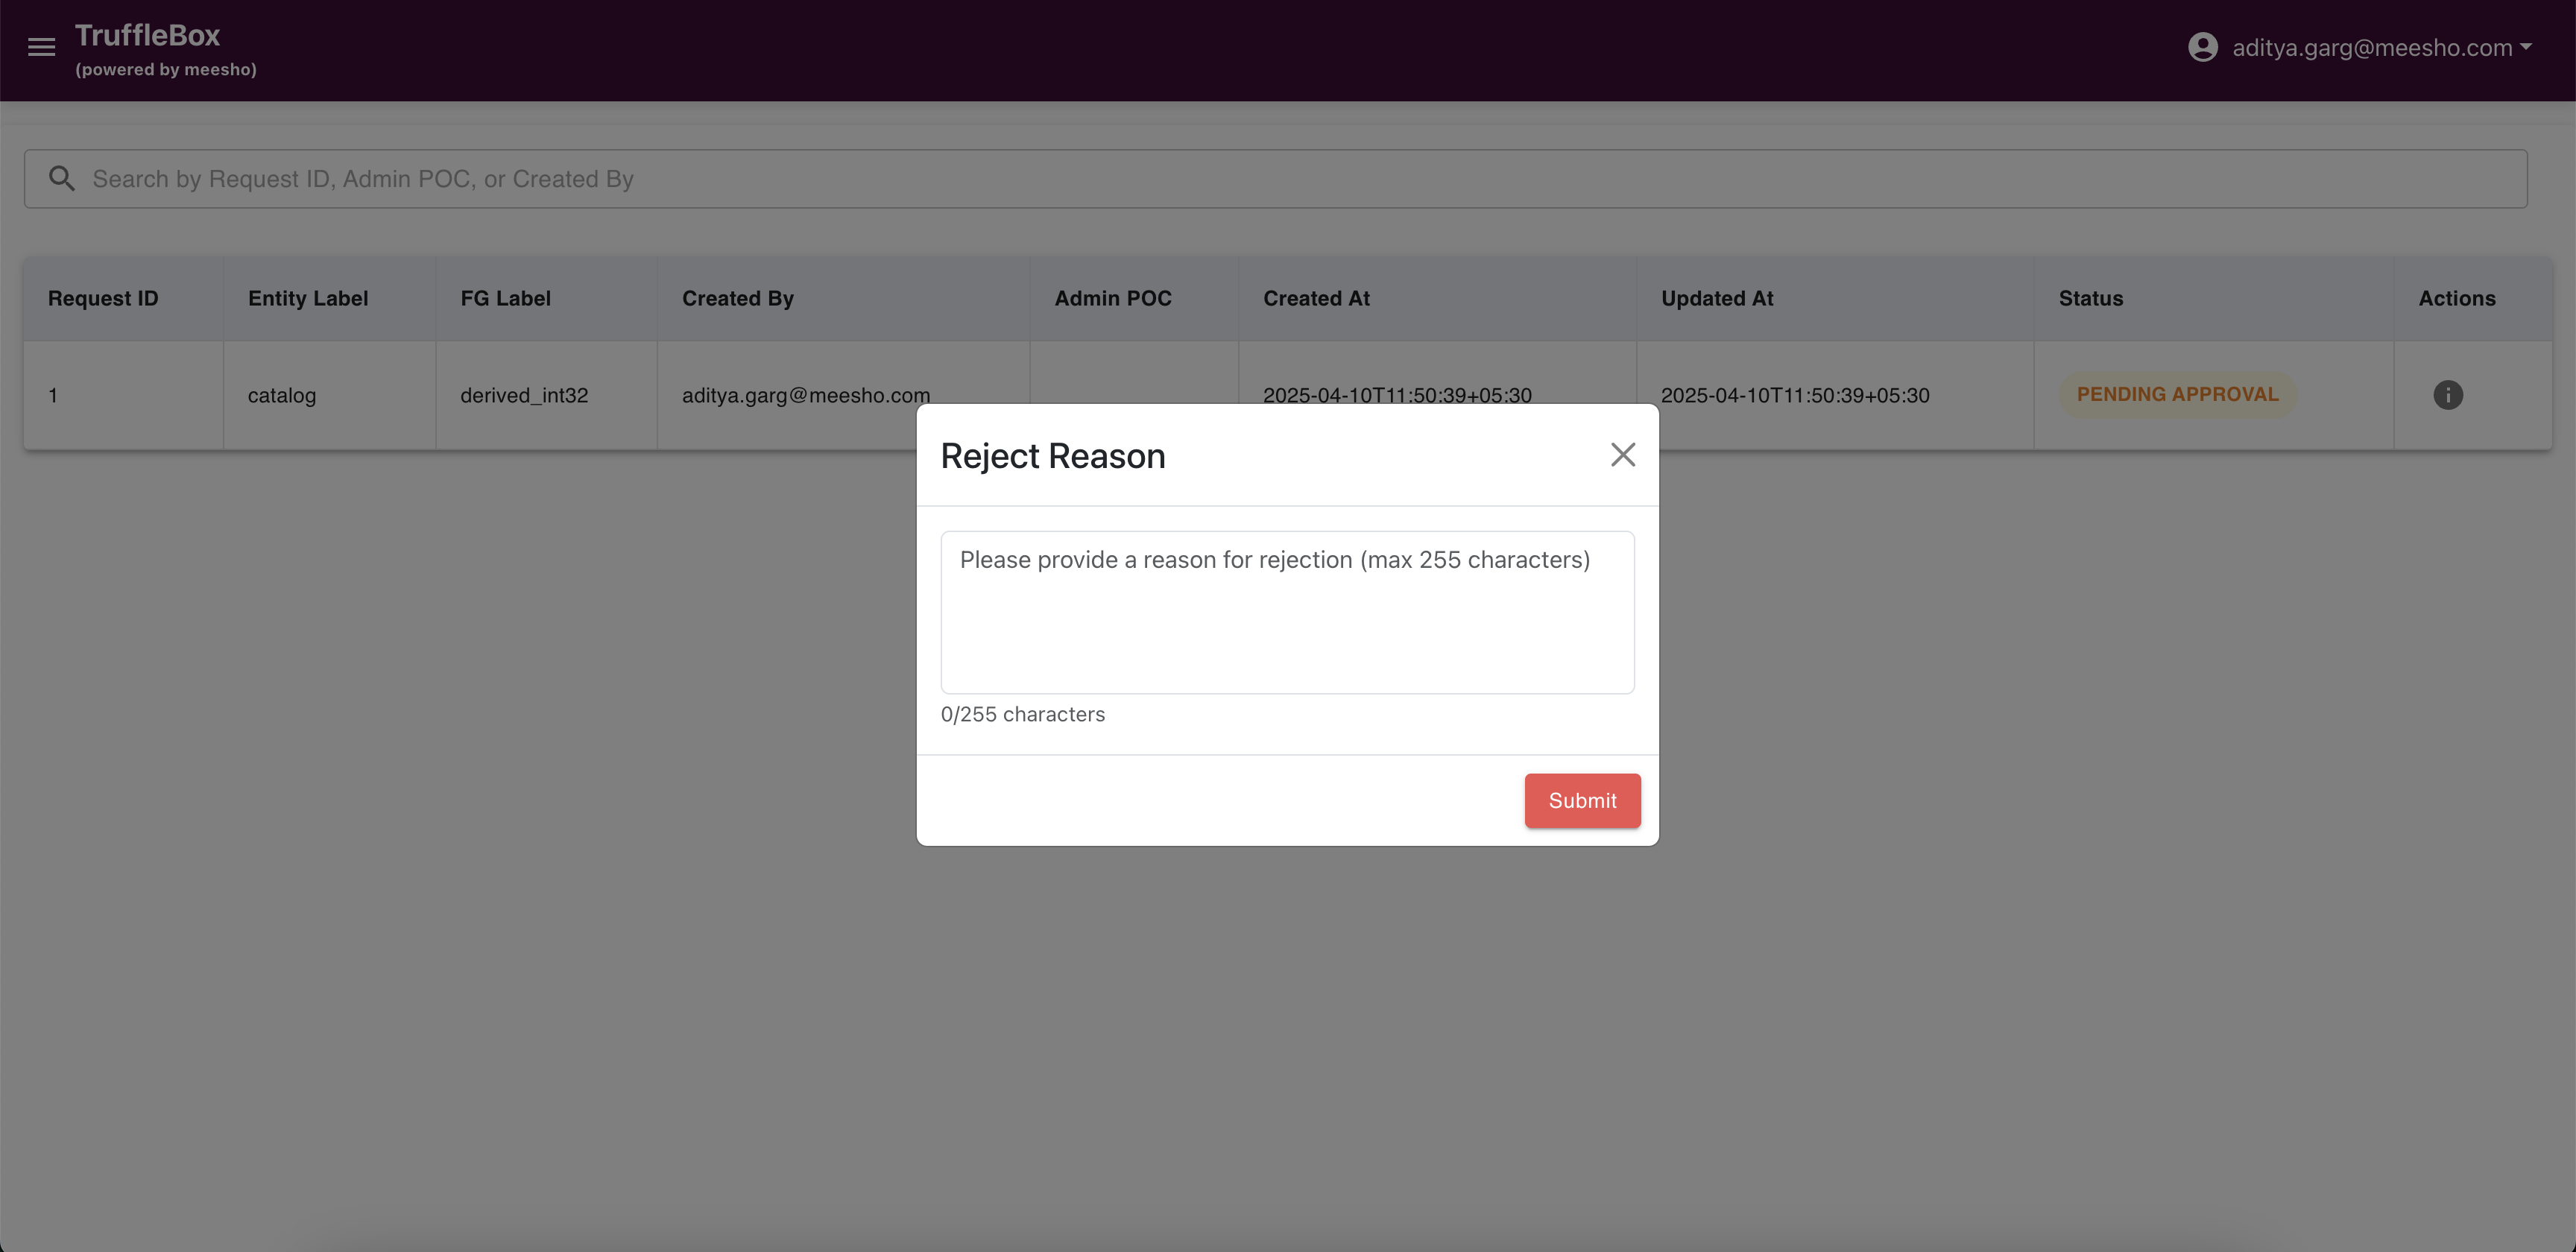 TruffleBox
(powered by meesho)
aditya.garg@meesho.com
Search by Request ID, Admin POC, or Created By
Request ID Entity Label FG Label Created By Admin POC Created At Updated At Status Actions
1 catalog derived_int32 aditya.garg@meesho.com 2025-04-10T11:50:39+05:30 2025-04-10T11:50:39+05:30 PENDING APPROVAL
Reject Reason
Please provide a reason for rejection (max 255 characters)
0/255 characters
Submit